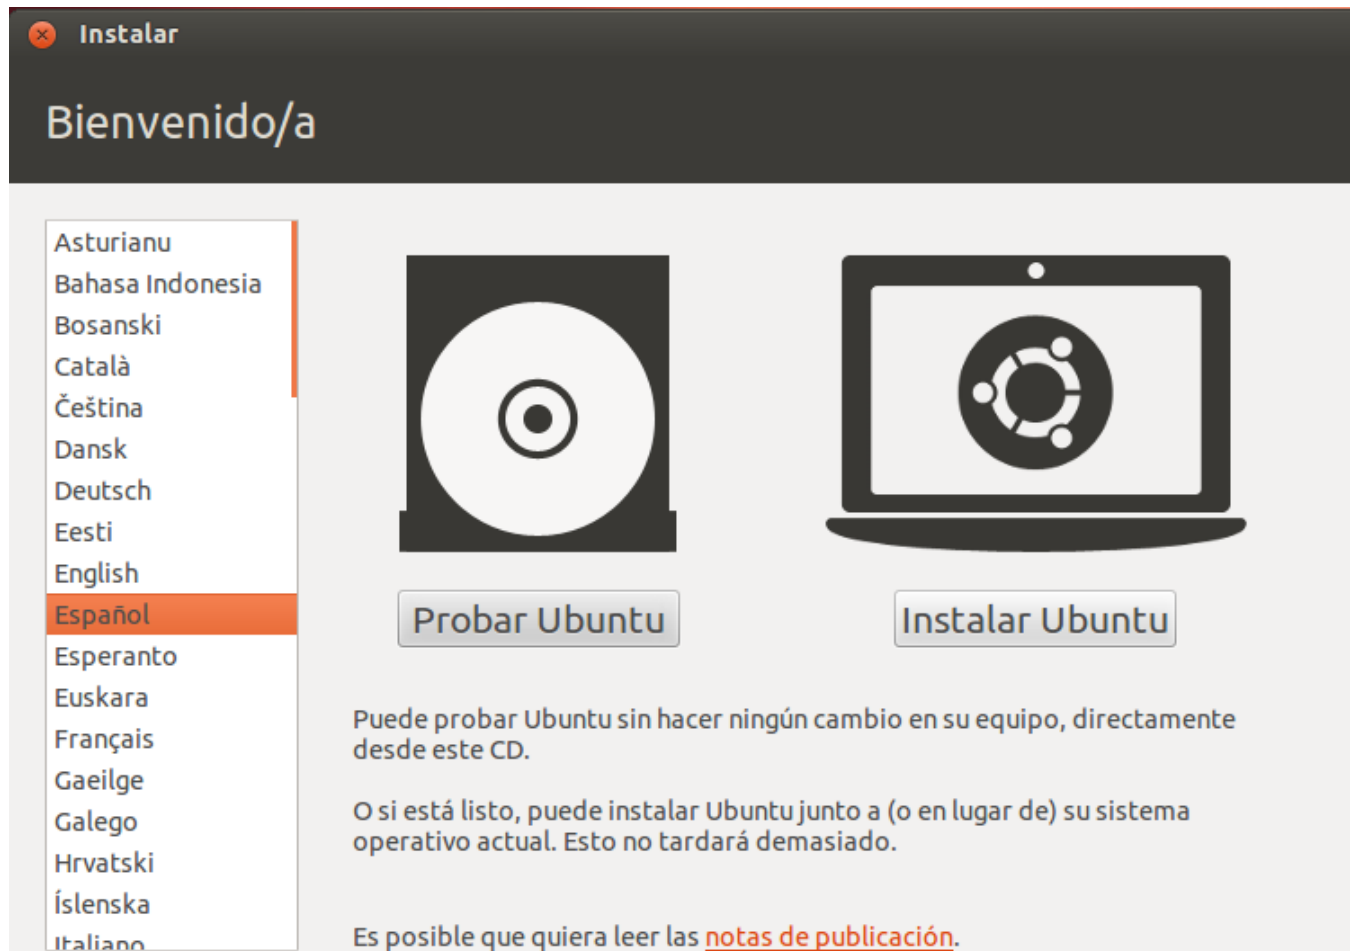 Instalar
Bienvenido/a
Asturianu
Bahasa Indonesia
Bosanski
Català
Čeština
Dansk
Deutsch
Eesti
English
Español
Esperanto
Euskara
Français
Gaeilge
Galego
Hrvatski
Íslenska
Italiano
Probar Ubuntu
Instalar Ubuntu
Puede probar Ubuntu sin hacer ningún cambio en su equipo, directamente
desde este CD.
O si está listo, puede instalar Ubuntu junto a (o en lugar de) su sistema
operativo actual. Esto no tardará demasiado.
Es posible que quiera leer las notas de publicación.